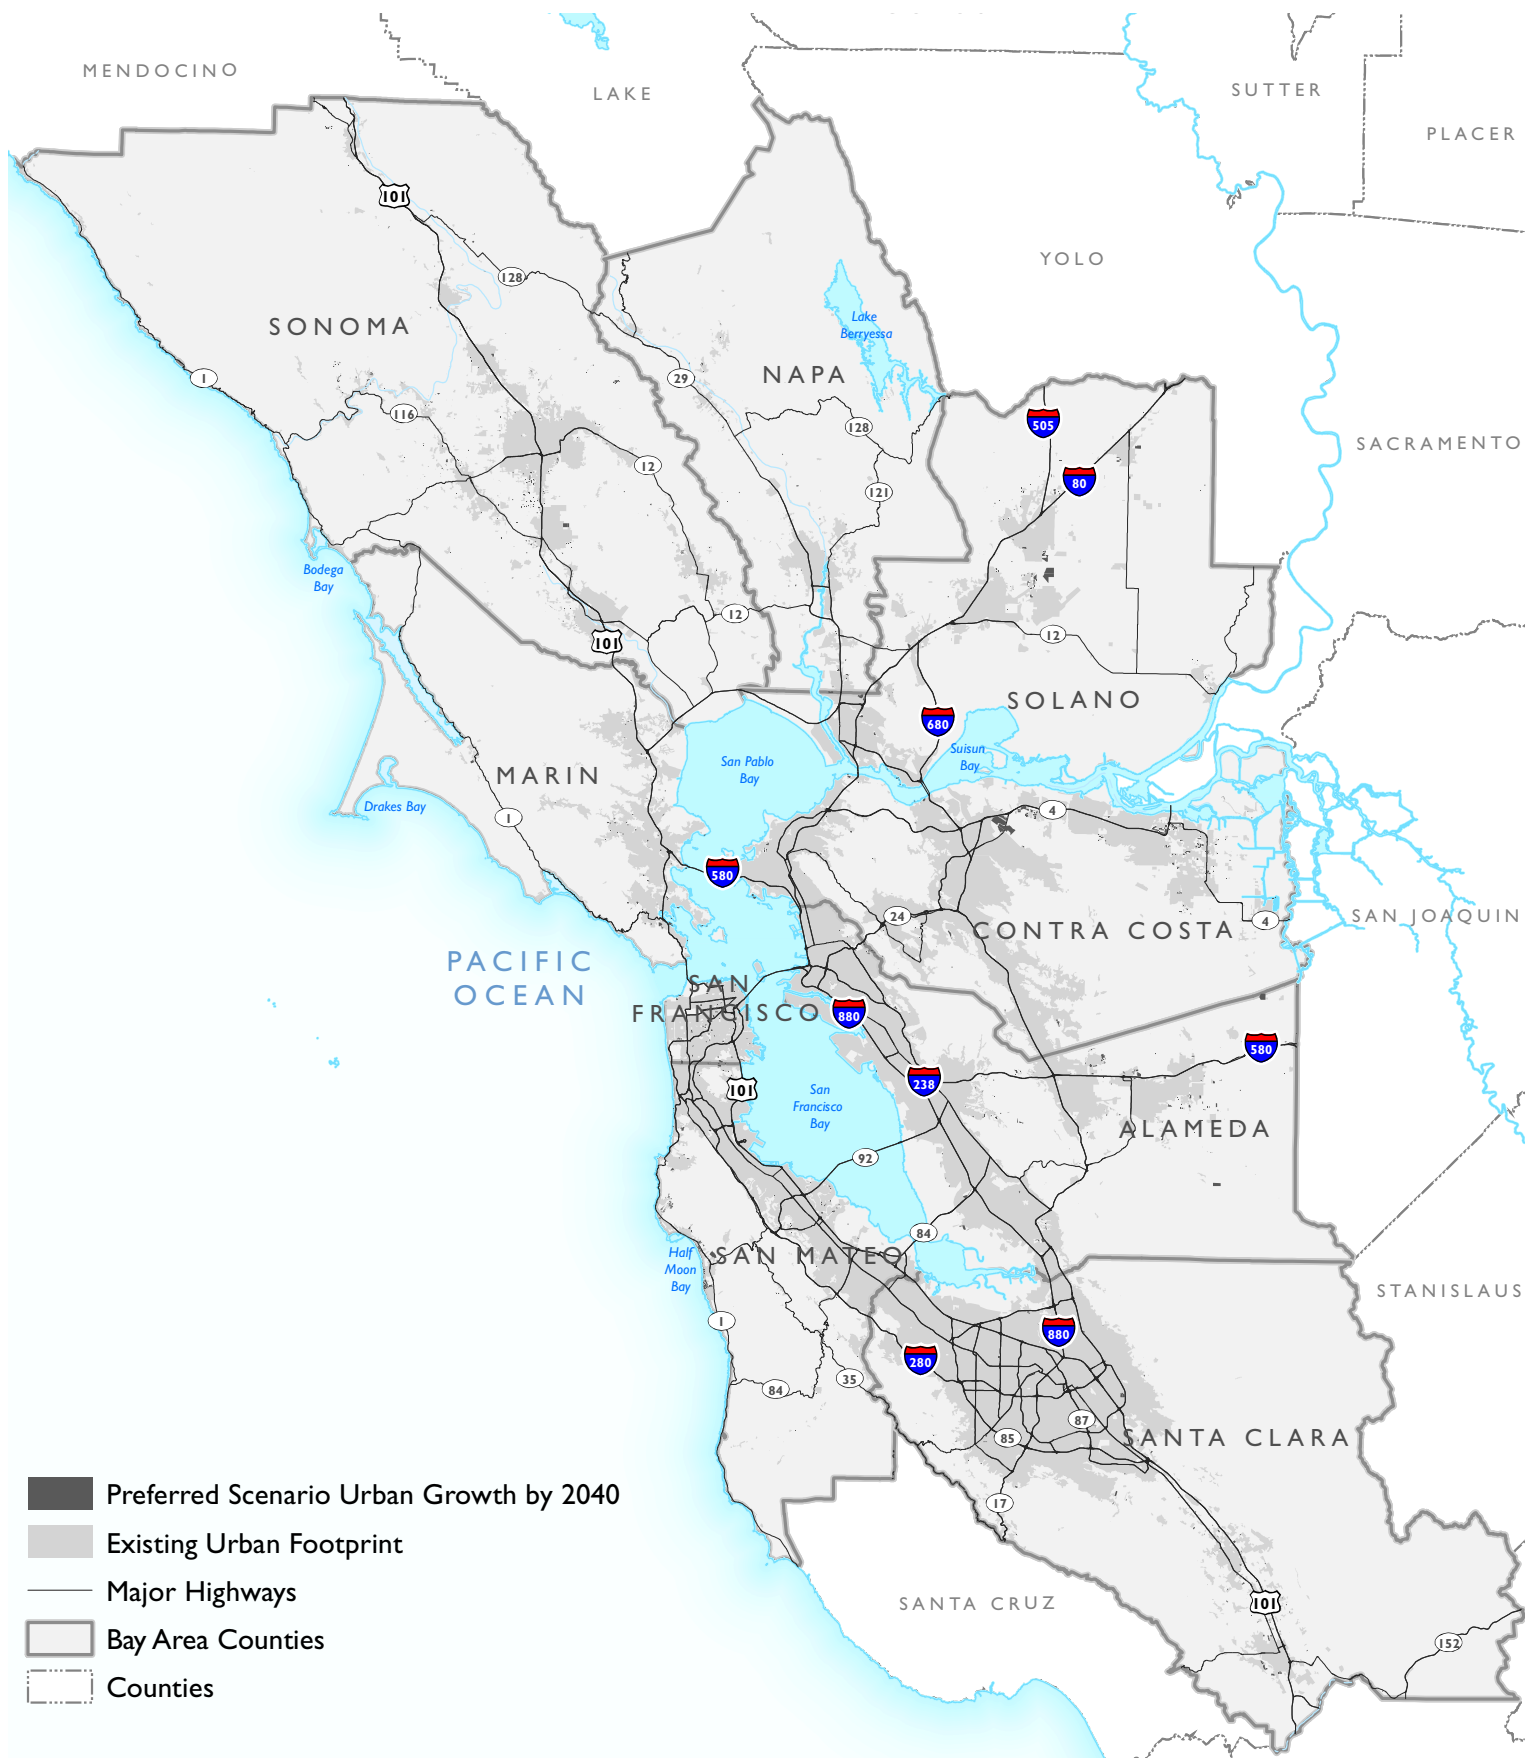 MENDOCINO
LAKE
SUTTER
PLACER
101
YOLO
128
SONOMA
Lake
Berryessa
1
29
NAPA
116
128
505
SACRAMENTO
12
80
121
Bodega
Bay
12
101
12
SOLANO
680
San Pablo
Bay
Suisun
Bay
MARIN
Drakes Bay
1
4
580
24
4
SAN JOAQUIN
CONTRA COSTA
PACIFIC
OCEAN
SAN
FRANCISCO
880
580
238
101
San
Francisco
Bay
ALAMEDA
92
84
Half
Moon
Bay
SAN MATEO
STANISLAUS
1
880
280
35
84
87
85
SANTA CLARA
17
Preferred Scenario Urban Growth by 2040
Existing Urban Footprint
Major Highways
Bay Area Counties
Counties
SANTA CRUZ
101
152